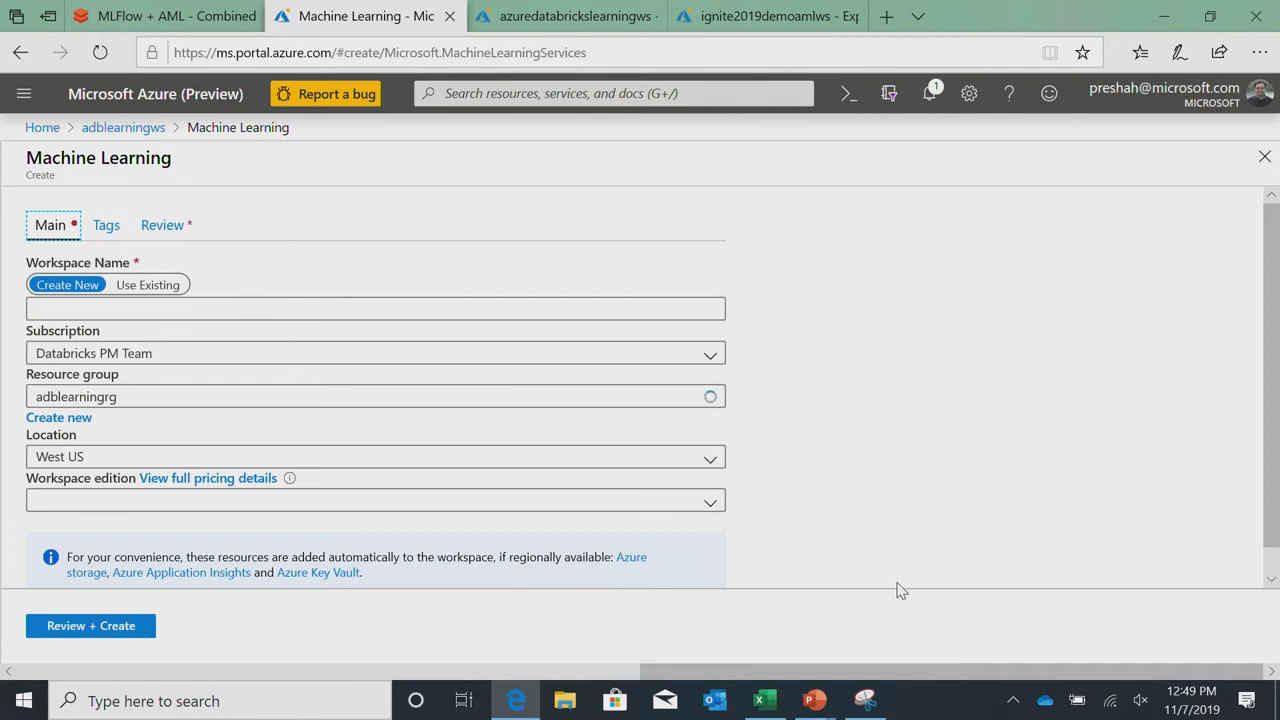 MLFlow + AML - Combined
Machine Learning - Mic
azuredatabrickslearningws -
ignite2019demoamlws - Exp
https://ms.portal.azure.com/#create/Microsoft.MachineLearningServices
Microsoft Azure (Preview)
Report a bug
Search resources, services, and docs (G+/)
1
preshah@microsoft.com
MICROSOFT
Home > adblearningws > Machine Learning
Machine Learning
Create
Main
Tags
Review *
Workspace Name *
Create New
Use Existing
Subscription
Databricks PM Team
Resource group
adblearningrg
Create new
Location
West US
Workspace edition View full pricing details
For your convenience, these resources are added automatically to the workspace, if regionally available: Azure
storage, Azure Application Insights and Azure Key Vault.
Review + Create
Type here to search
12:49 PM
11/7/2019